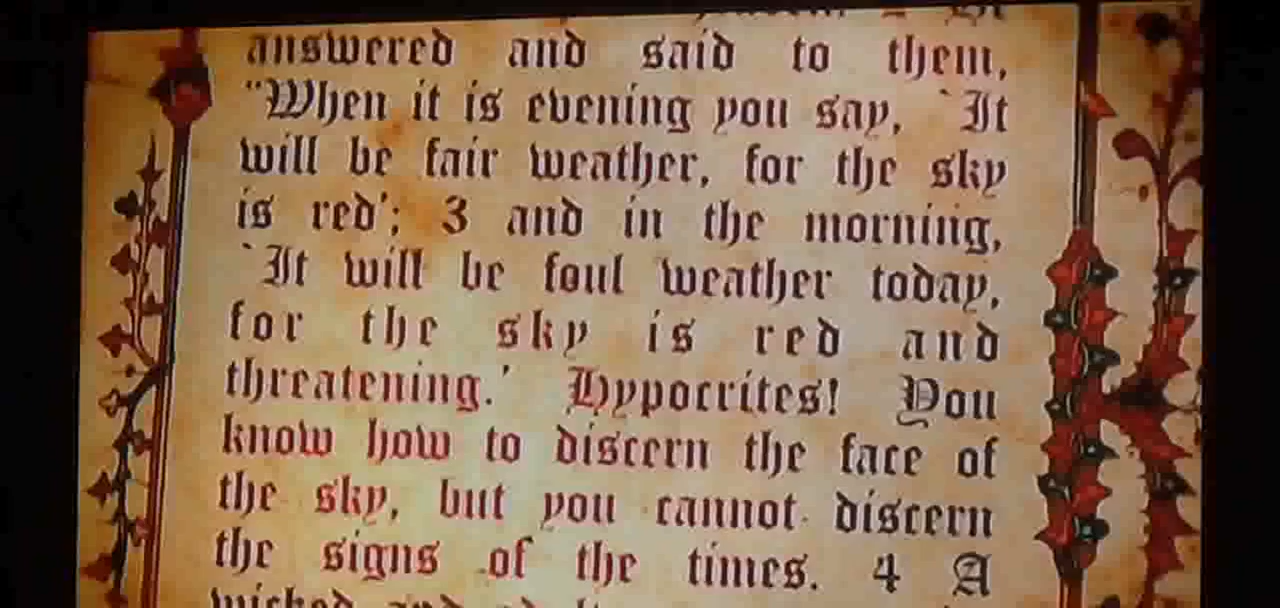 answered and said to them,
"When it is evening you say, `It
will be fair weather, for the sky
is red'; 3 and in the morning,
`It will be foul weather today,
for the sky is red and
threatening.' Hypocrites! You
know how to discern the face of
the sky, but you cannot discern
the signs of the times. 4 A